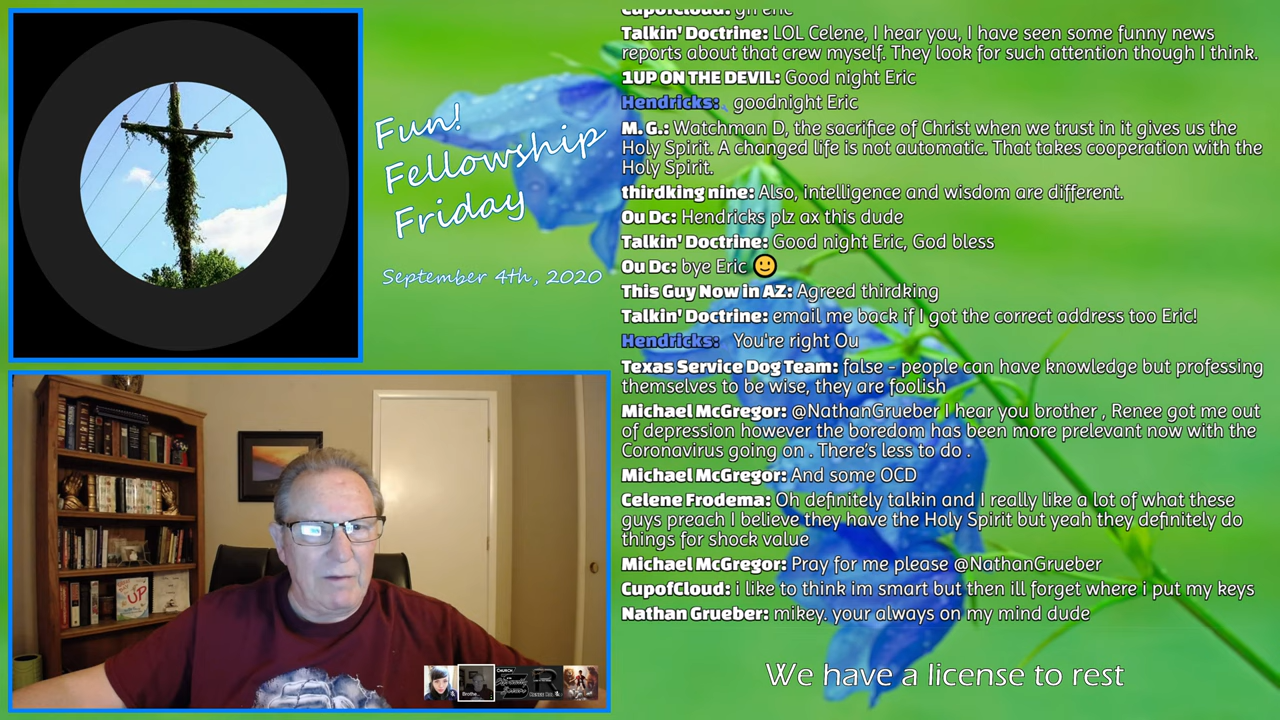 Fun!
Fellowship
Friday
September 4th, 2020
CupofCloud: gn eric
Talkin' Doctrine: LOL Celene, I hear you, I have seen some funny news
reports about that crew myself. They look for such attention though I think.
1UP ON THE DEVIL: Good night Eric
Hendricks: goodnight Eric
M. G.: Watchman D, the sacrifice of Christ when we trust in it gives us the
Holy Spirit. A changed life is not automatic. That takes cooperation with the
Holy Spirit.
thirdking nine: Also, intelligence and wisdom are different.
Ou Dc: Hendricks plz ax this dude
Talkin' Doctrine: Good night Eric, God bless
Ou Dc: bye Eric 🙂
This Guy Now in AZ: Agreed thirdking
Talkin' Doctrine: email me back if I got the correct address too Eric!
Hendricks: You're right Ou
Texas Service Dog Team: false - people can have knowledge but professing
themselves to be wise, they are foolish
Michael McGregor: @NathanGrueber I hear you brother , Renee got me out
of depression however the boredom has been more prelevant now with the
Coronavirus going on . There's less to do .
Michael McGregor: And some OCD
Celene Frodema: Oh definitely talkin and I really like a lot of what these
guys preach I believe they have the Holy Spirit but yeah they definitely do
things for shock value
Michael McGregor: Pray for me please @NathanGrueber
CupofCloud: i like to think im smart but then ill forget where i put my keys
Nathan Grueber: mikey. your always on my mind dude
We have a license to rest
UP
Brothe...
CHURCH